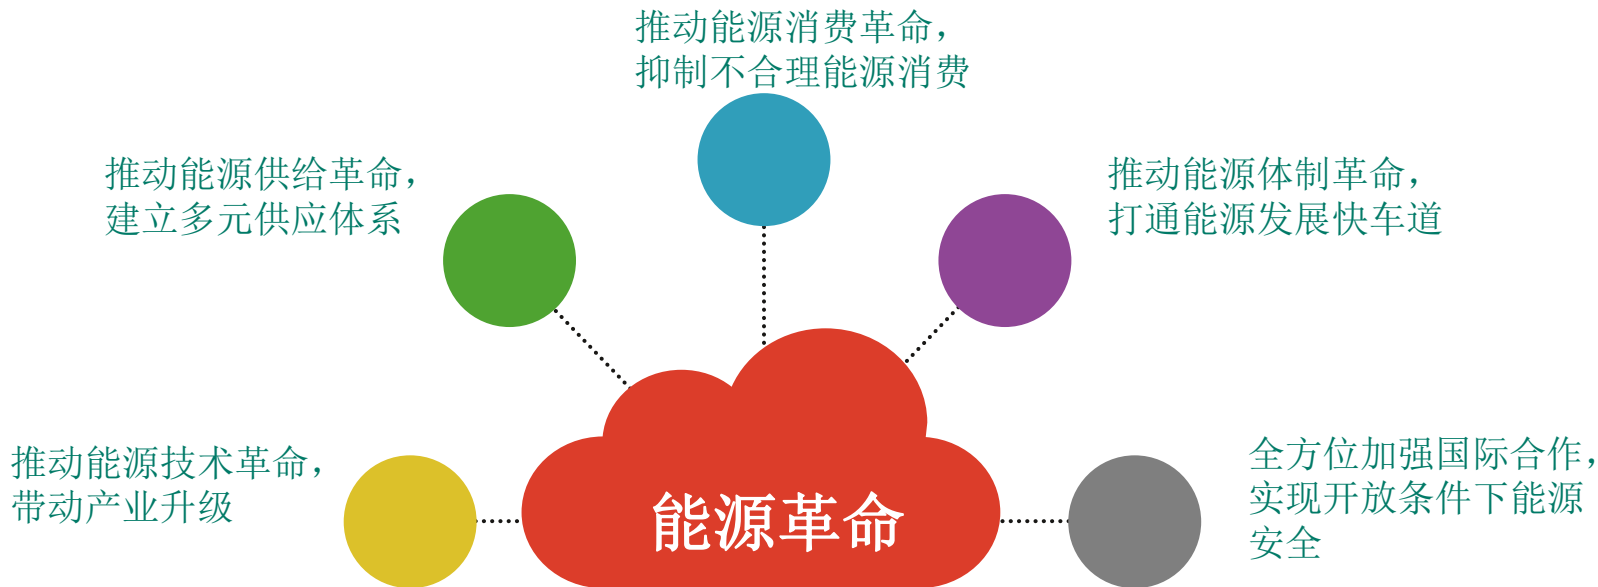 推动能源消费革命，
抑制不合理能源消费
推动能源供给革命，
建立多元供应体系
推动能源体制革命，
打通能源发展快车道
推动能源技术革命，
带动产业升级
全方位加强国际合作，
实现开放条件下能源
安全
能源革命